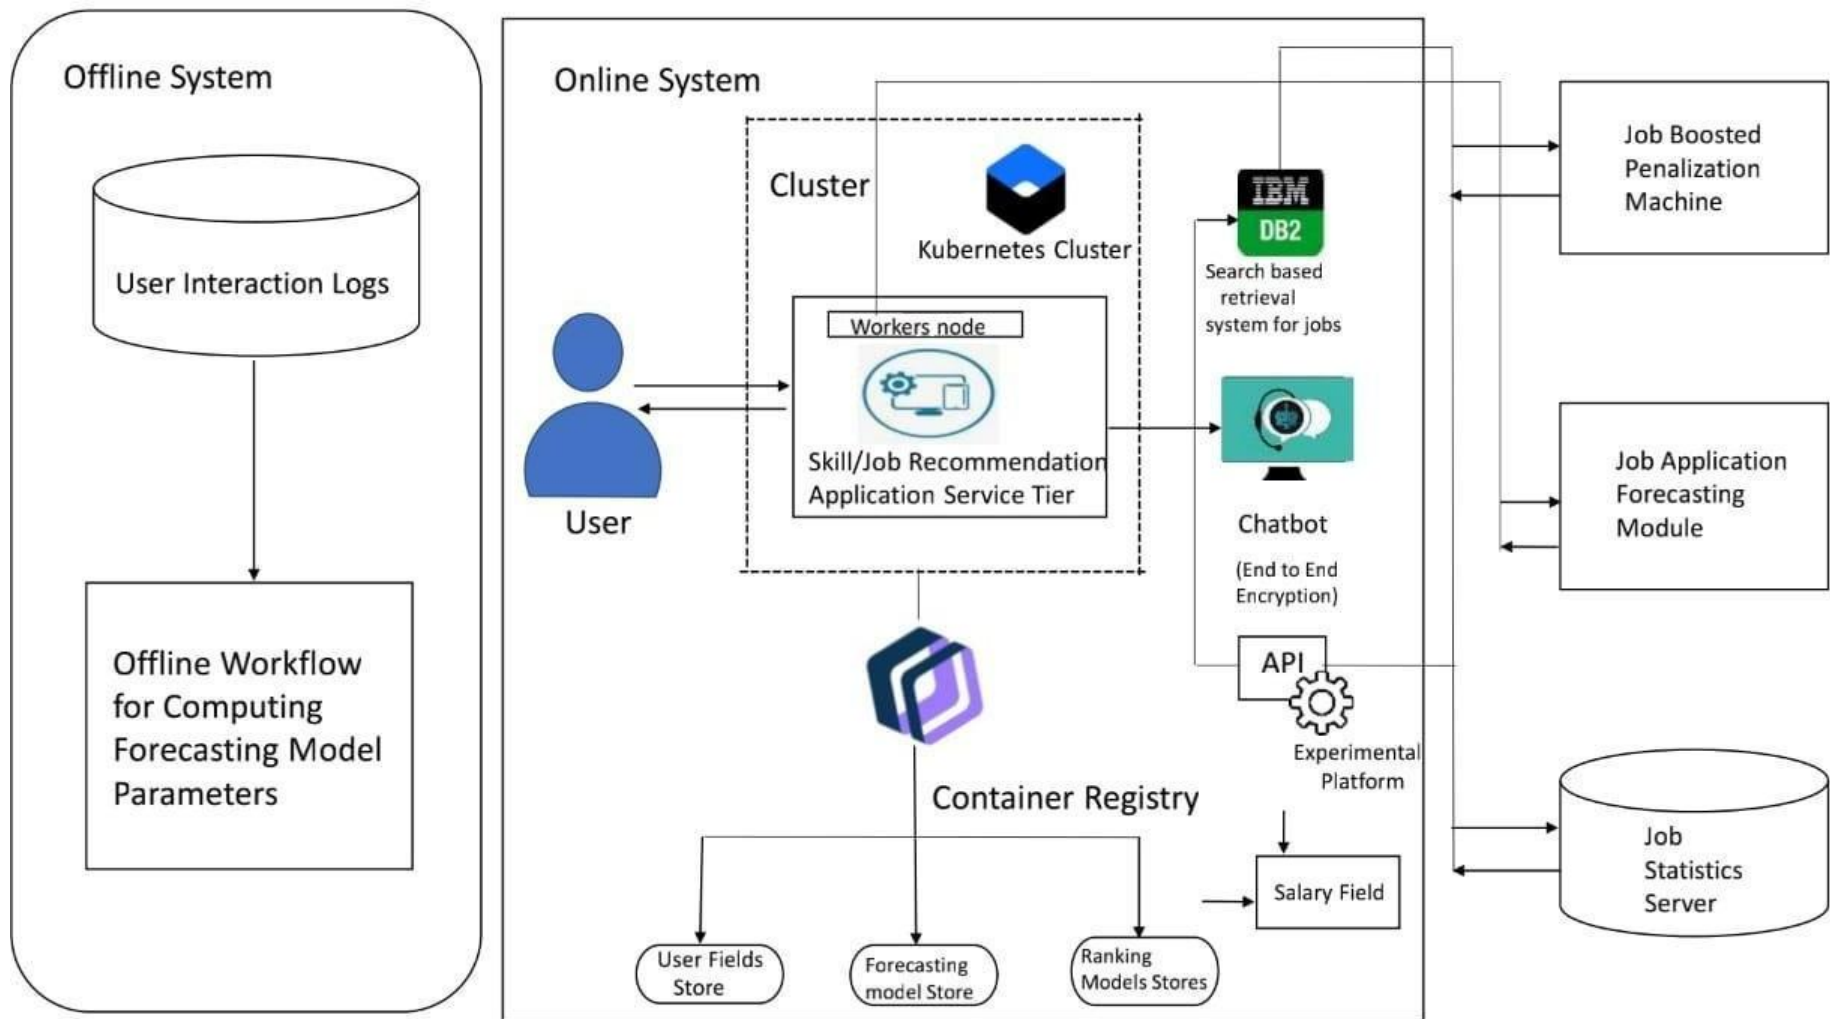 Offline System
User Interaction Logs
Offline Workflow
for Computing
Forecasting Model
Parameters
Online System
Cluster
Kubernetes Cluster
Workers node
Skill/Job Recommendation
Application Service Tier
User
IBM
DB2
Search based
retrieval
system for jobs
Chatbot
(End to End
Encryption)
API
Experimental
Platform
Container Registry
Salary Field
User Fields
Store
Forecasting
model Store
Ranking
Models Stores
Job Boosted
Penalization
Machine
Job Application
Forecasting
Module
Job
Statistics
Server